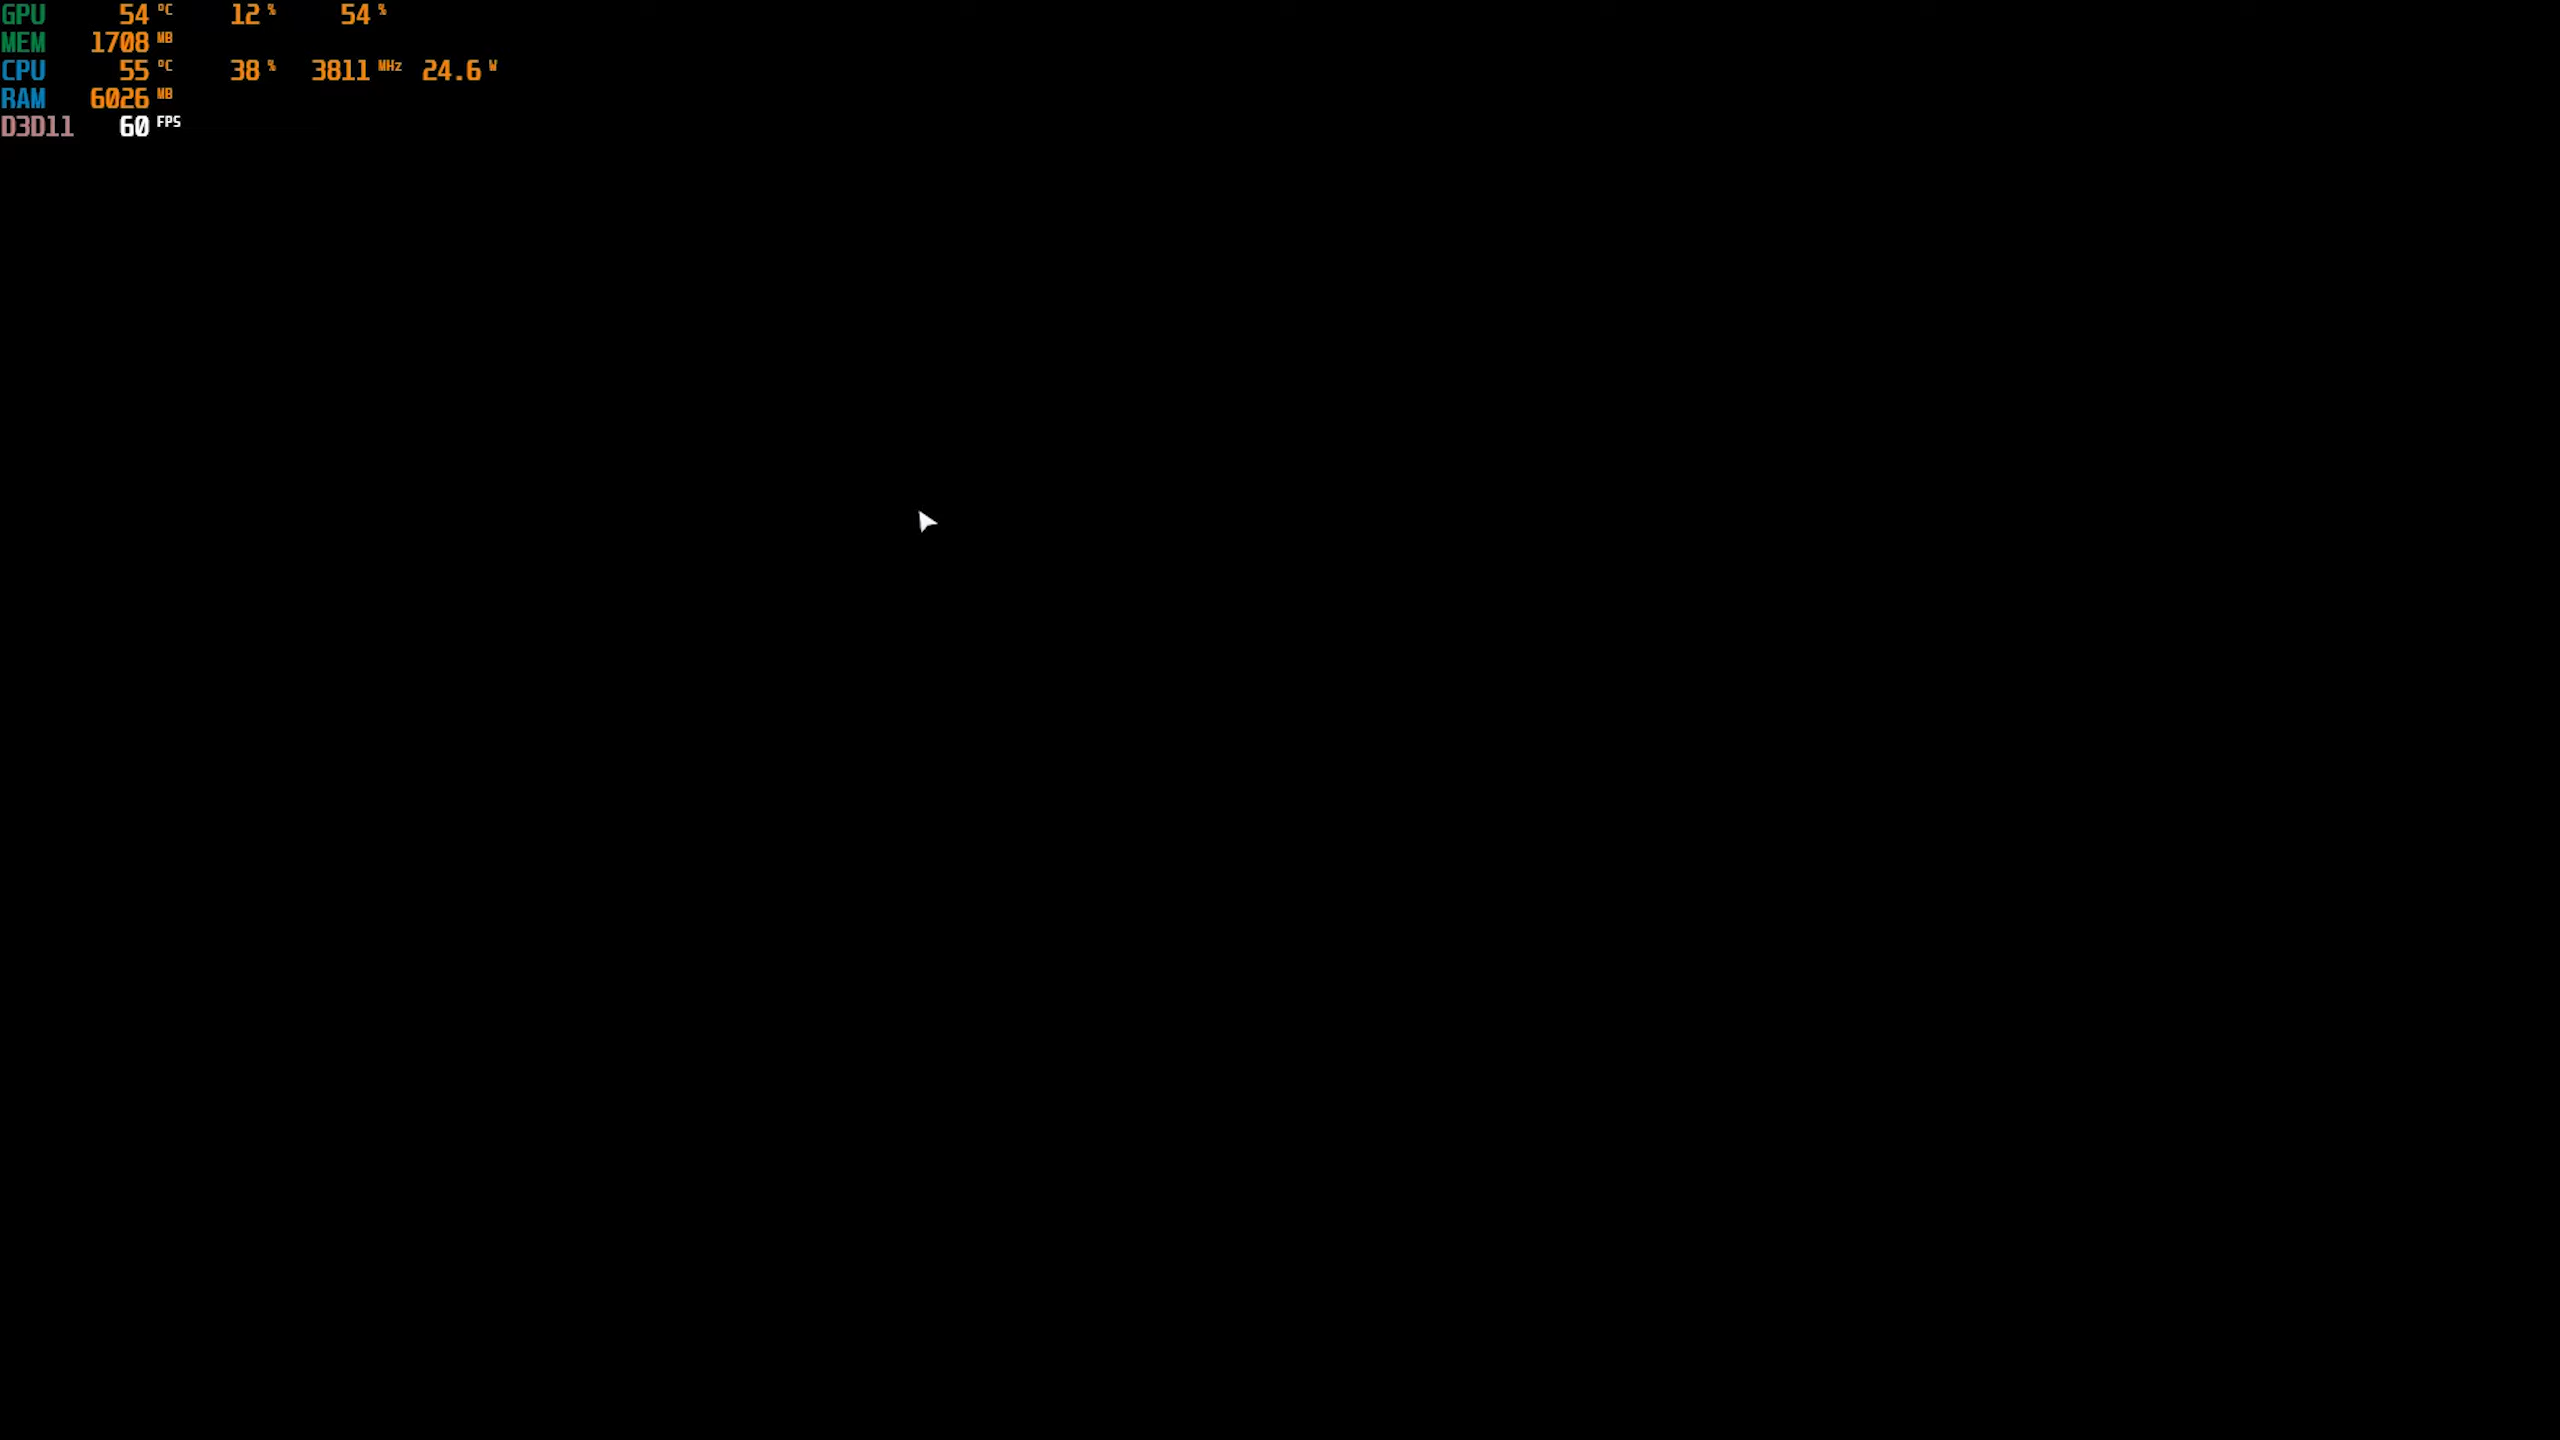 GPU 54 °C 12 % 54 %
MEM 1708 MB
CPU 55 °C 38 % 3811 MHz 24.6 W
RAM 6026 MB
D3D11 60 FPS